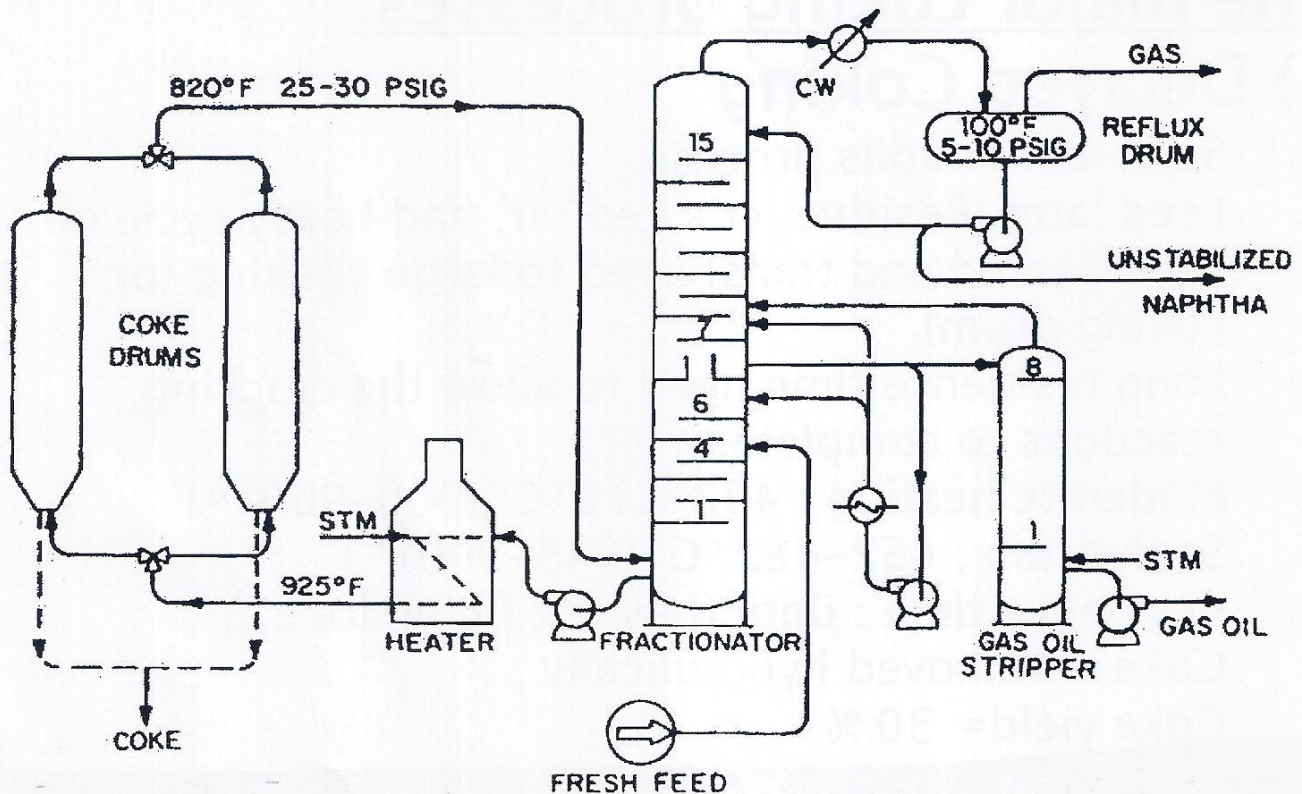 820°F 25-30 PSIG
CW
GAS
100°F
5-10 PSIG
REFLUX
DRUM
15
UNSTABILIZED
NAPHTHA
COKE
DRUMS
7
8
6
4
1
STM
925°F
HEATER
FRACTIONATOR
1
STM
GAS OIL
GAS OIL
STRIPPER
COKE
FRESH FEED